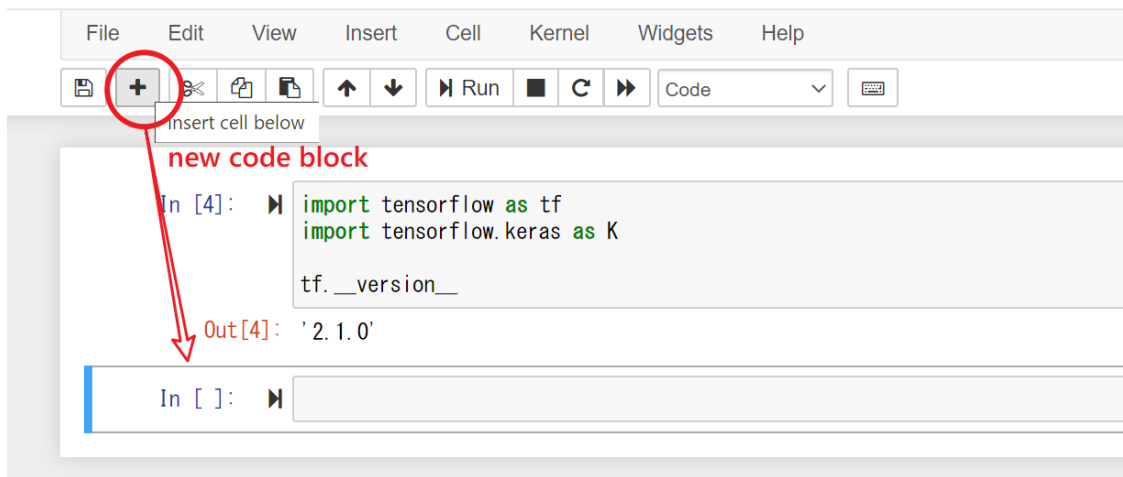 File Edit View Insert Cell Kernel Widgets Help
Run Code
Insert cell below
new code block
In [4]: import tensorflow as tf
import tensorflow.keras as K
tf.__version__
Out[4]: '2.1.0'
In [ ]: